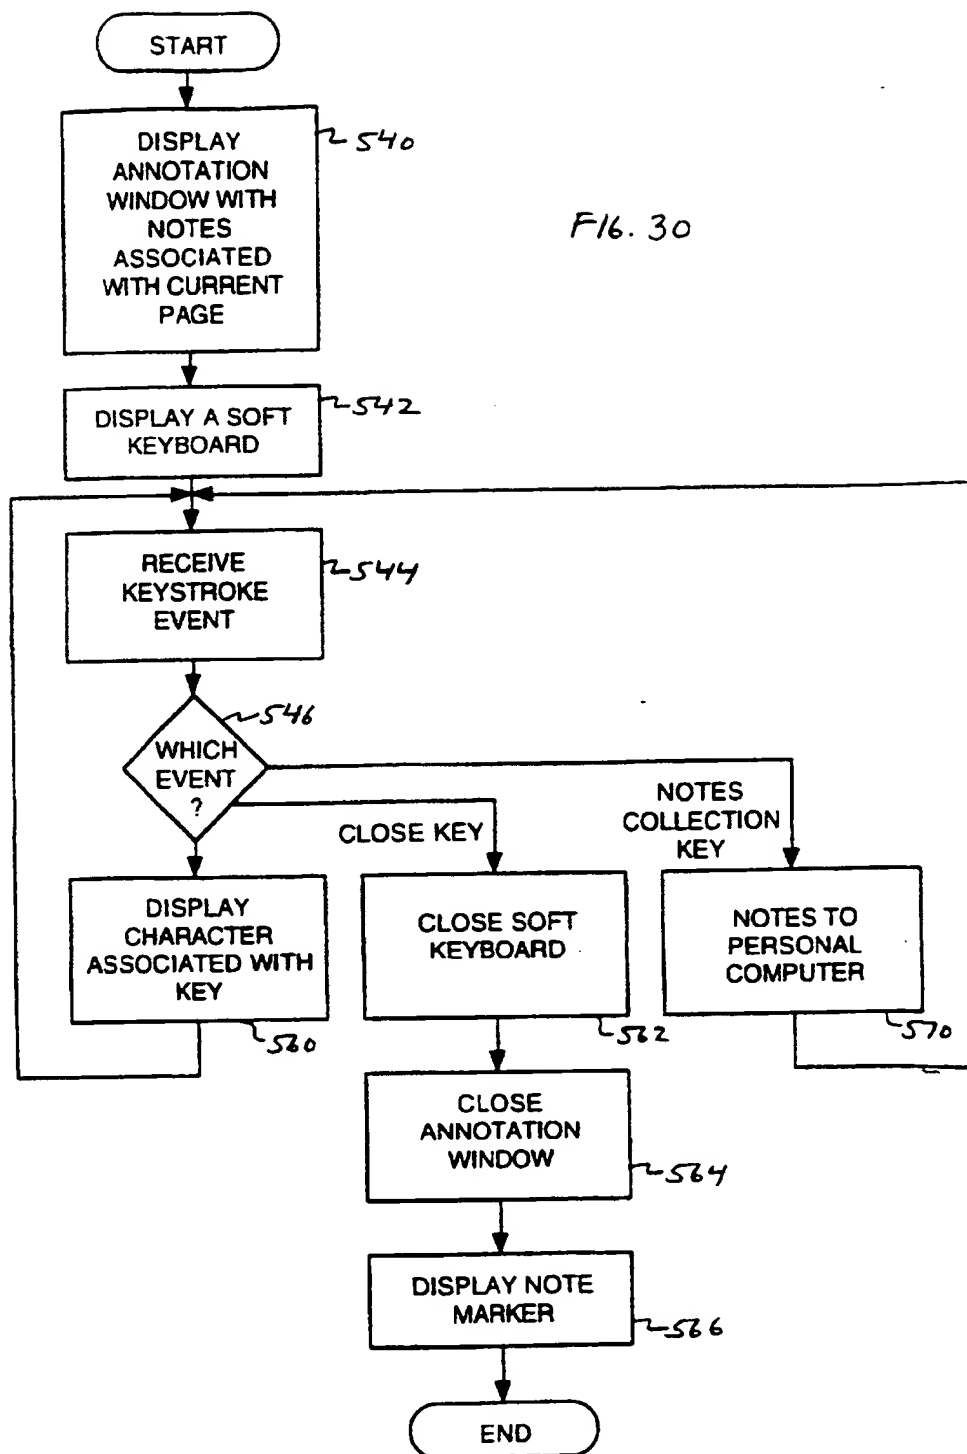 START
DISPLAY
ANNOTATION
WINDOW WITH
NOTES
ASSOCIATED
WITH CURRENT
PAGE
540
FIG. 30
DISPLAY A SOFT
KEYBOARD
542
RECEIVE
KEYSTROKE
EVENT
544
WHICH
EVENT
?
546
CLOSE KEY
NOTES
COLLECTION
KEY
DISPLAY
CHARACTER
ASSOCIATED WITH
KEY
560
CLOSE SOFT
KEYBOARD
562
NOTES TO
PERSONAL
COMPUTER
570
CLOSE
ANNOTATION
WINDOW
564
DISPLAY NOTE
MARKER
566
END